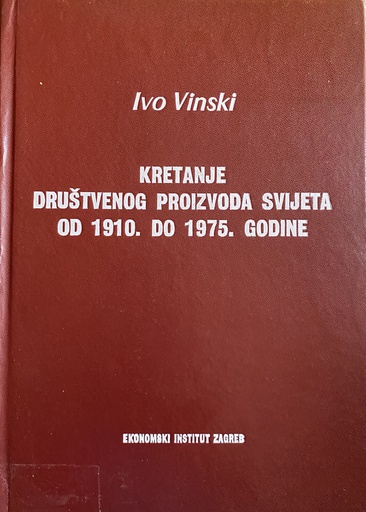 Ivo Vinski
KRETANJE
DRUŠTVENOG PROIZVODA SVIJETA
OD 1910. DO 1975. GODINE
EKONOMSKI INSTITUT ZAGREB